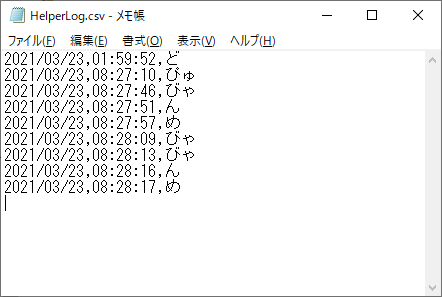 HelperLog.csv - メモ帳
ファイル(F) 編集(E) 書式(O) 表示(V) ヘルプ(H)
2021/03/23,01:59:52,ど
2021/03/23,08:27:10,びゅ
2021/03/23,08:27:46,びゃ
2021/03/23,08:27:51,ん
2021/03/23,08:27:57,め
2021/03/23,08:28:09,びゃ
2021/03/23,08:28:13,びゃ
2021/03/23,08:28:16,ん
2021/03/23,08:28:17,め